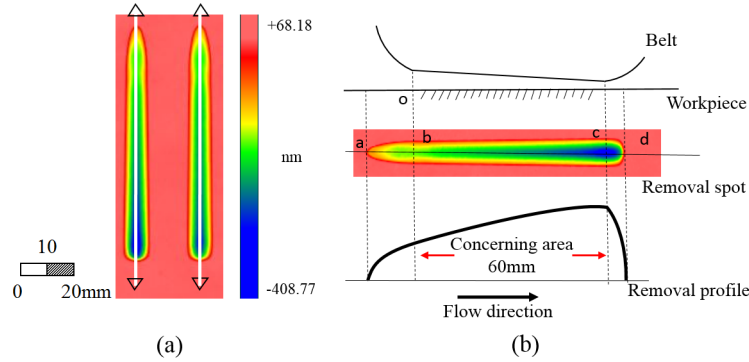 +68.18
nm
-408.77
10
0
20mm
(a)
Belt
o
Workpiece
a
b
c
d
Removal spot
Concerning area
60mm
Removal profile
Flow direction
(b)